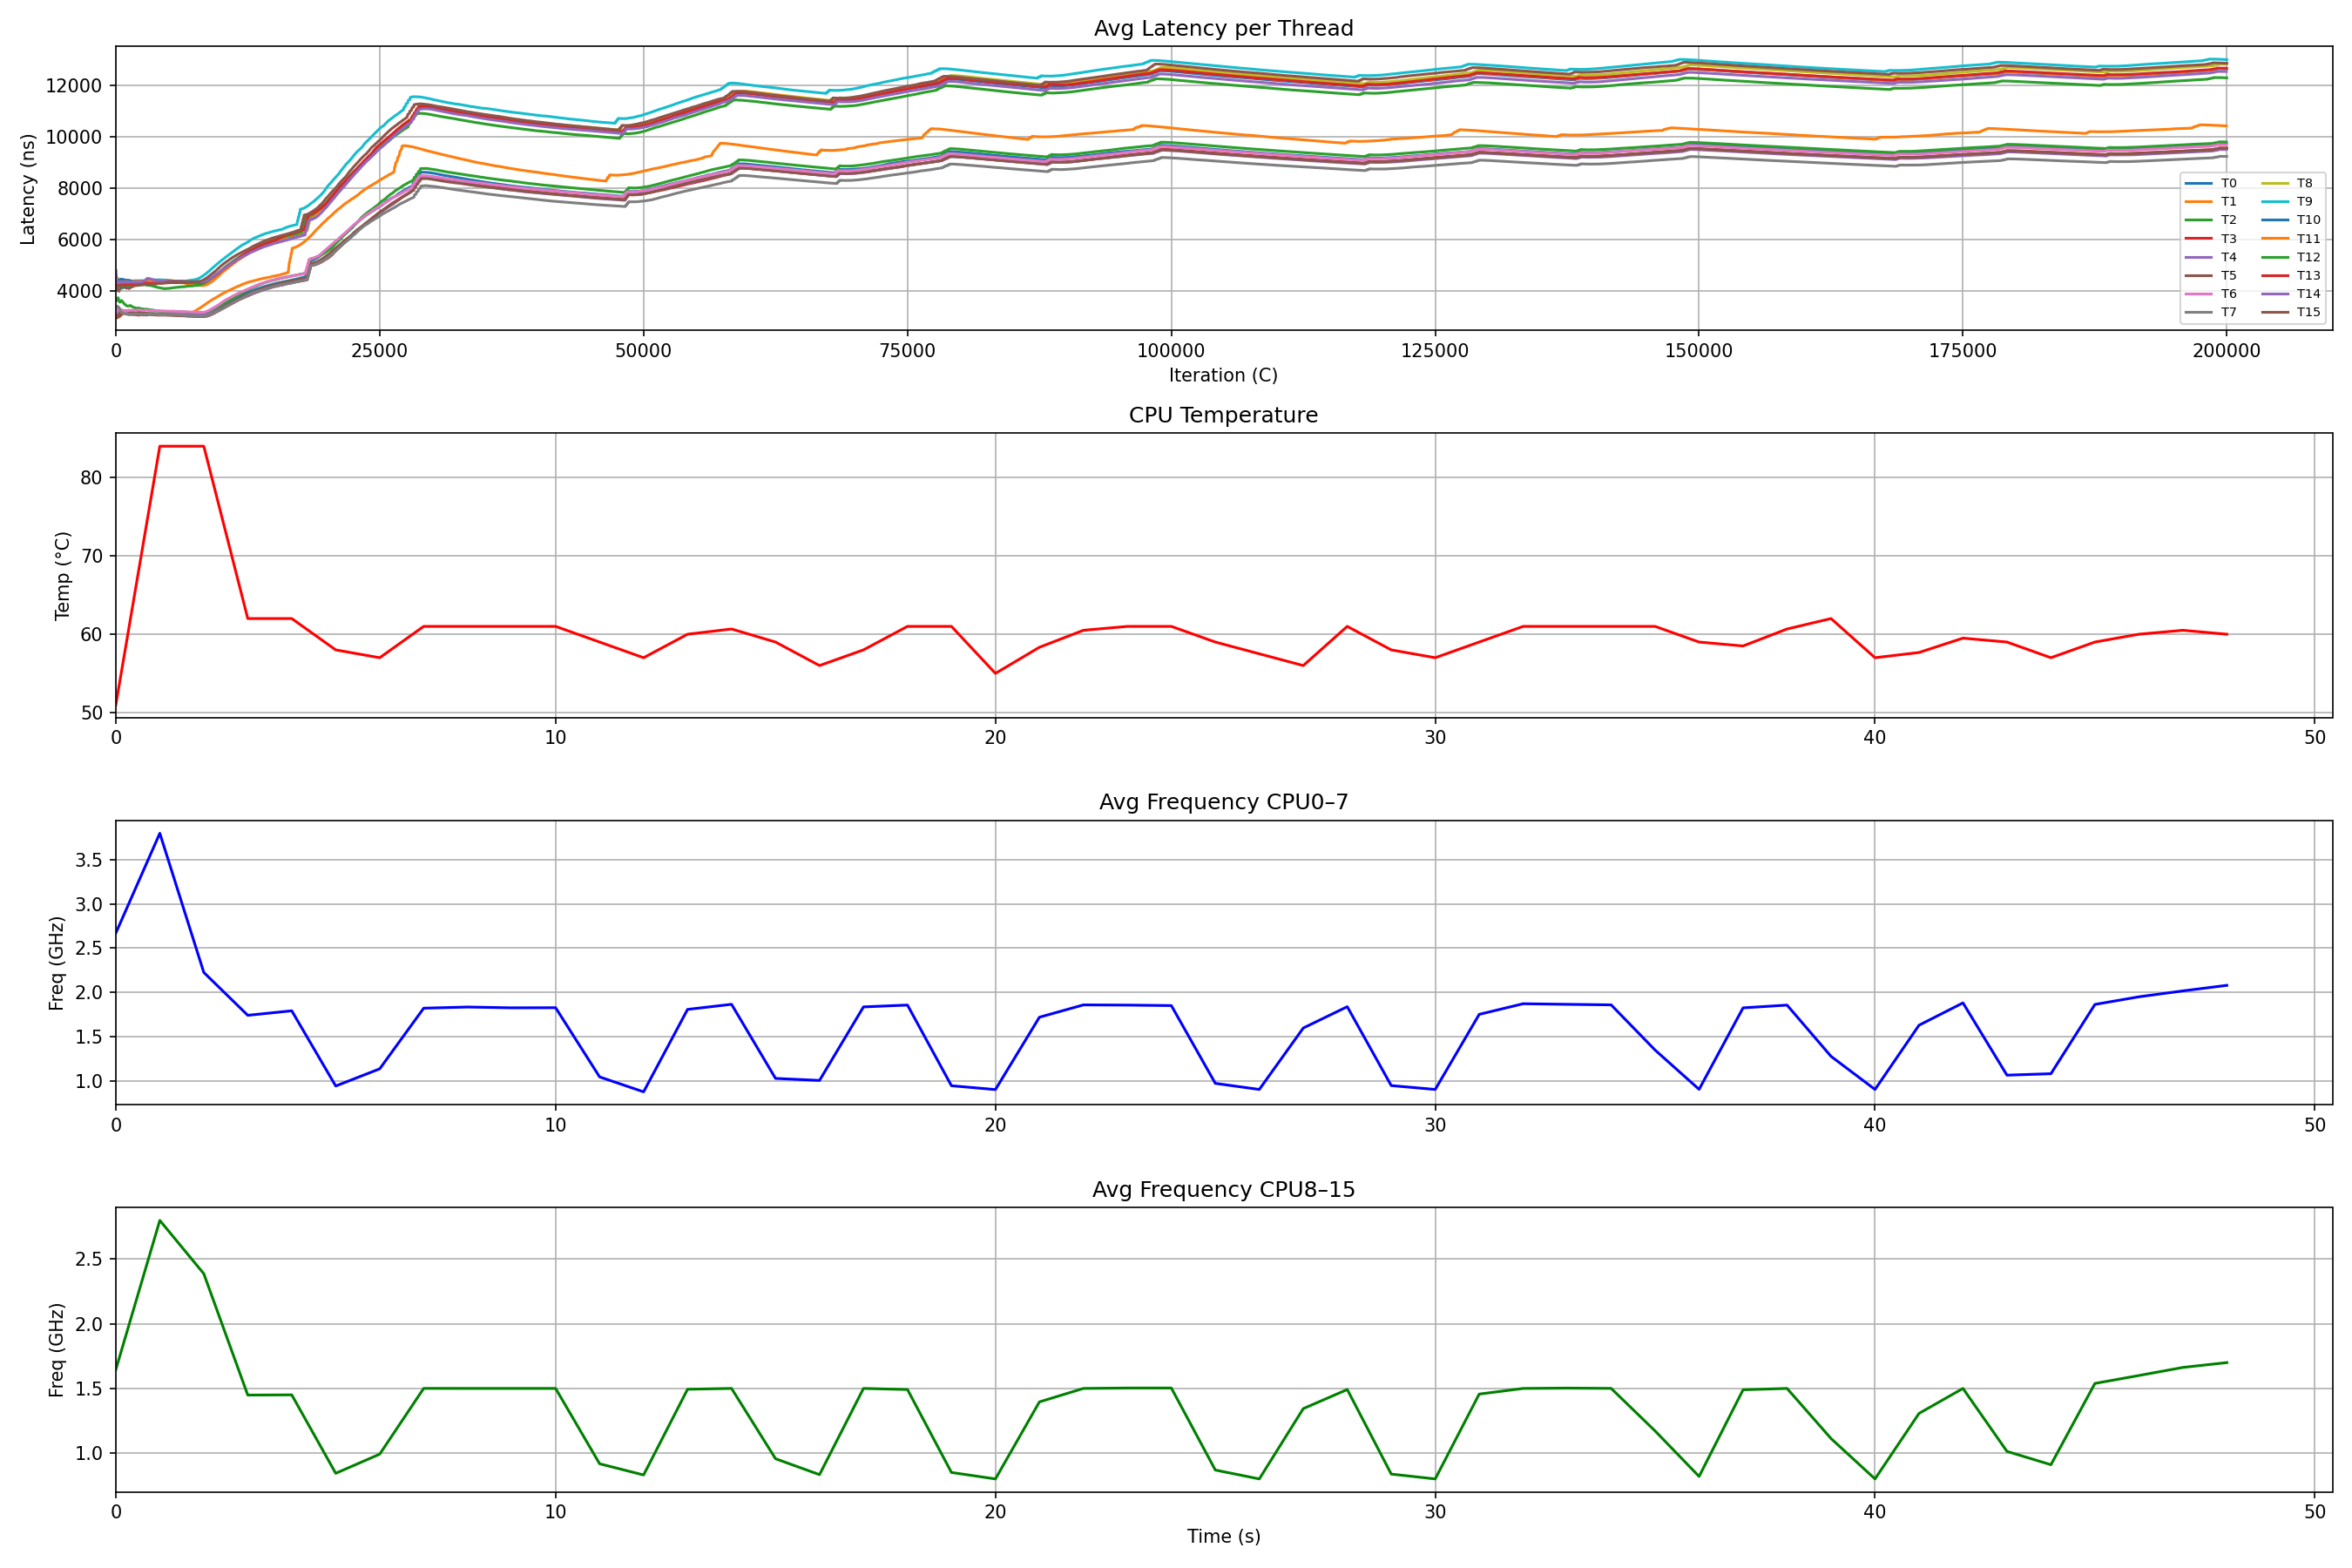 Avg Latency per Thread
Latency (ns)
12000
10000
8000
6000
4000
T0 T8
T1 T9
T2 T10
T3 T11
T4 T12
T5 T13
T6 T14
T7 T15
0 25000 50000 75000 100000 125000 150000 175000 200000
Iteration (C)
CPU Temperature
Temp (°C)
80
70
60
50
0 10 20 30 40 50
Avg Frequency CPU0–7
Freq (GHz)
3.5
3.0
2.5
2.0
1.5
1.0
0 10 20 30 40 50
Avg Frequency CPU8–15
Freq (GHz)
2.5
2.0
1.5
1.0
0 10 20 30 40 50
Time (s)